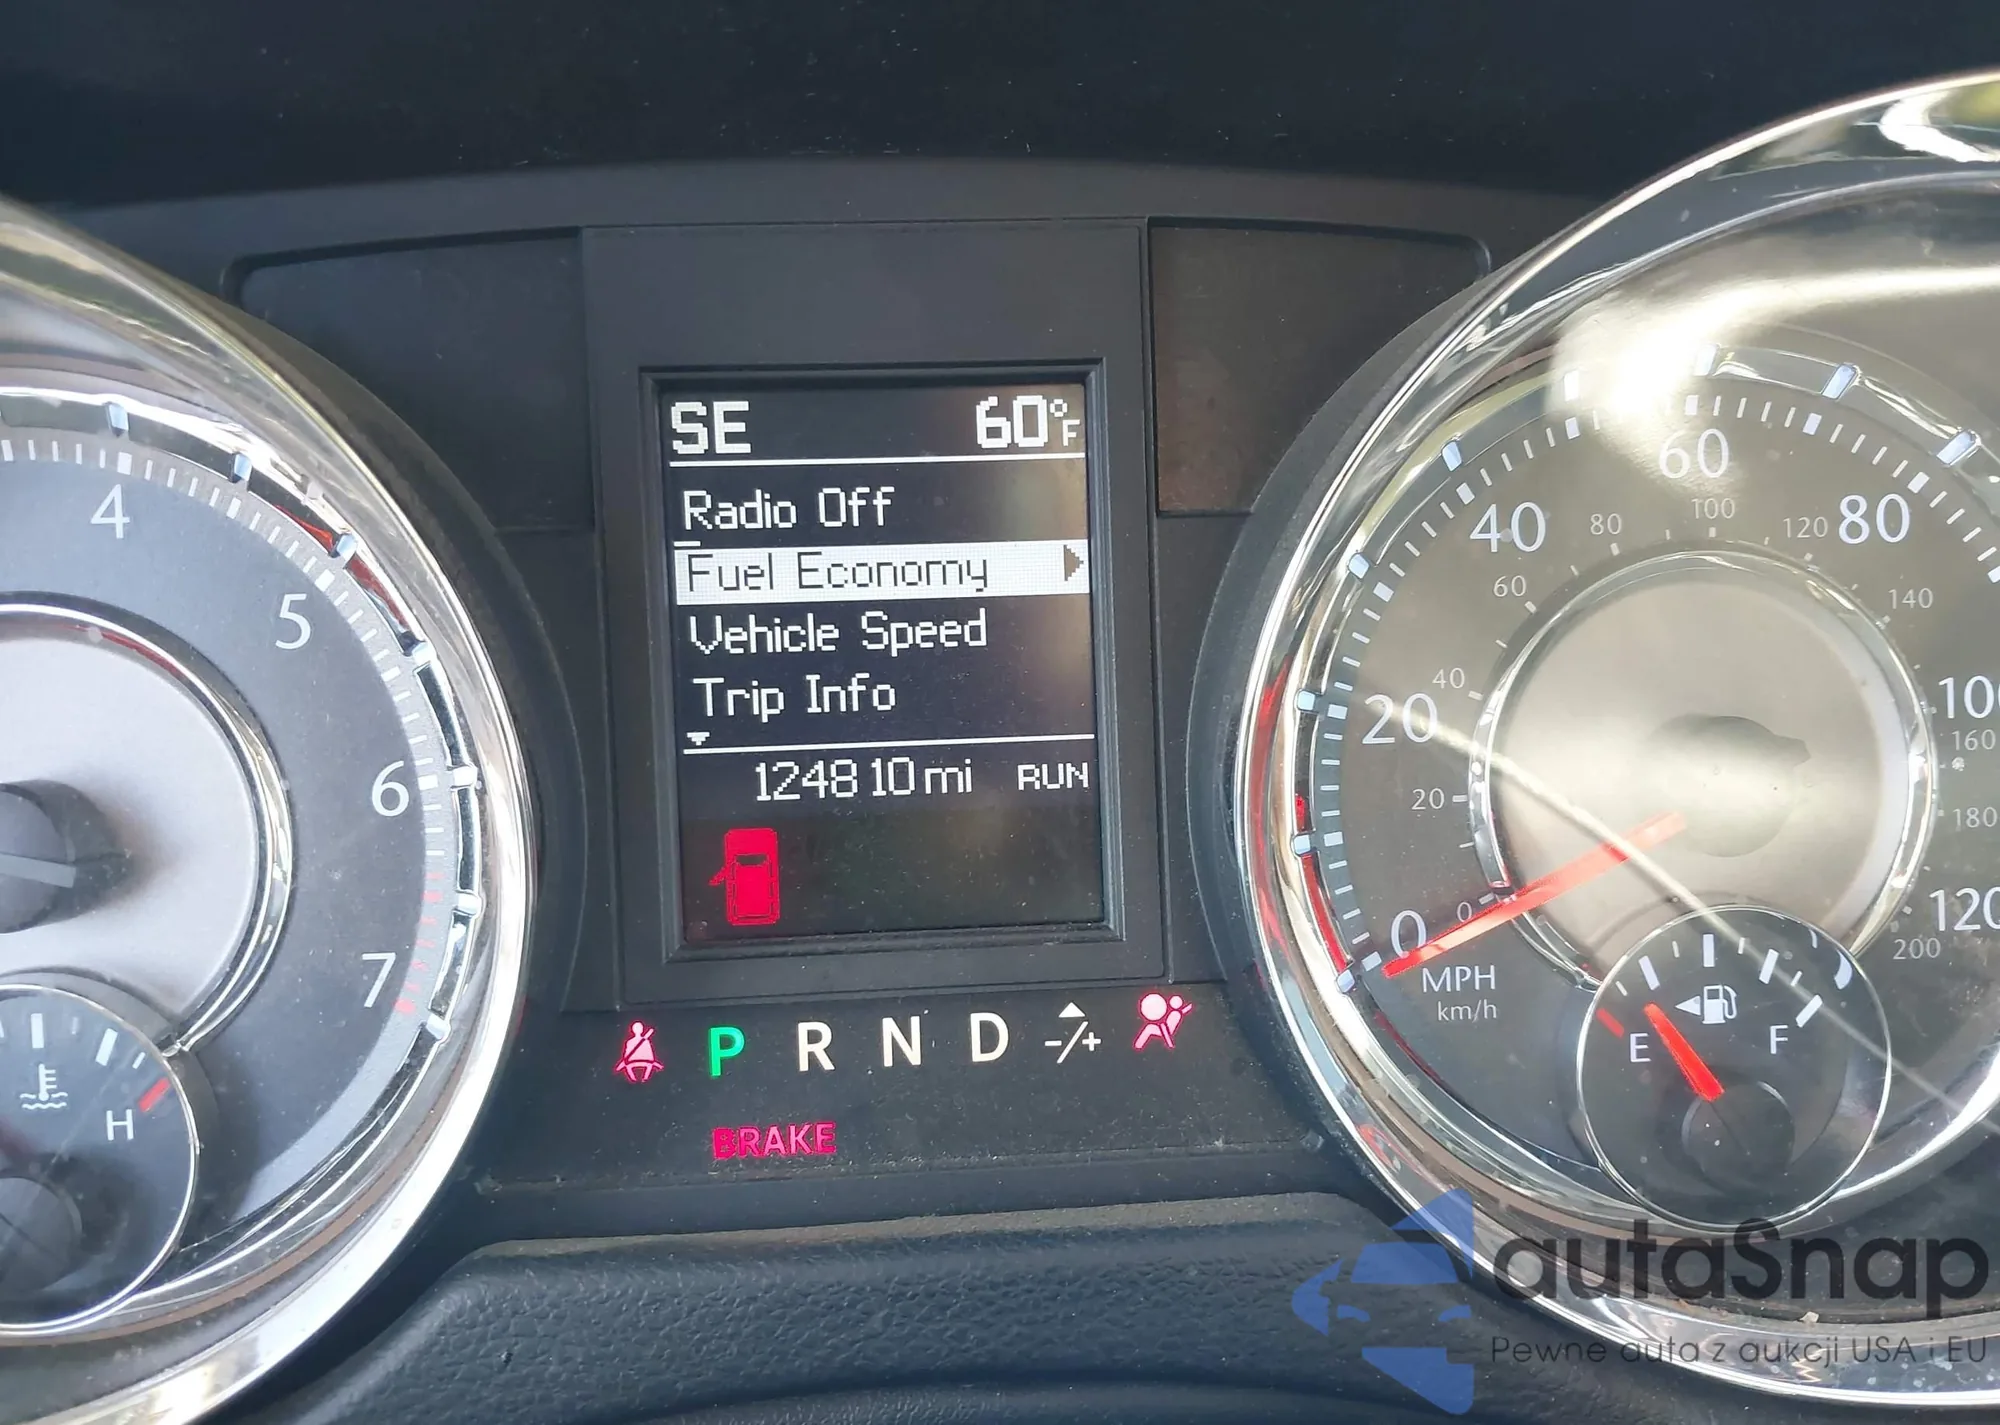 SE 60°F
Radio Off
Fuel Economy
Vehicle Speed
Trip Info
124810 mi RUN
P R N D -/+
BRAKE
4
5
6
7
H
0
20
40
60
80
100
120
0
20
40
60
80
100
120
140
160
180
200
MPH
km/h
E F
autaSnap
Pewne auta z aukcji USA i EU